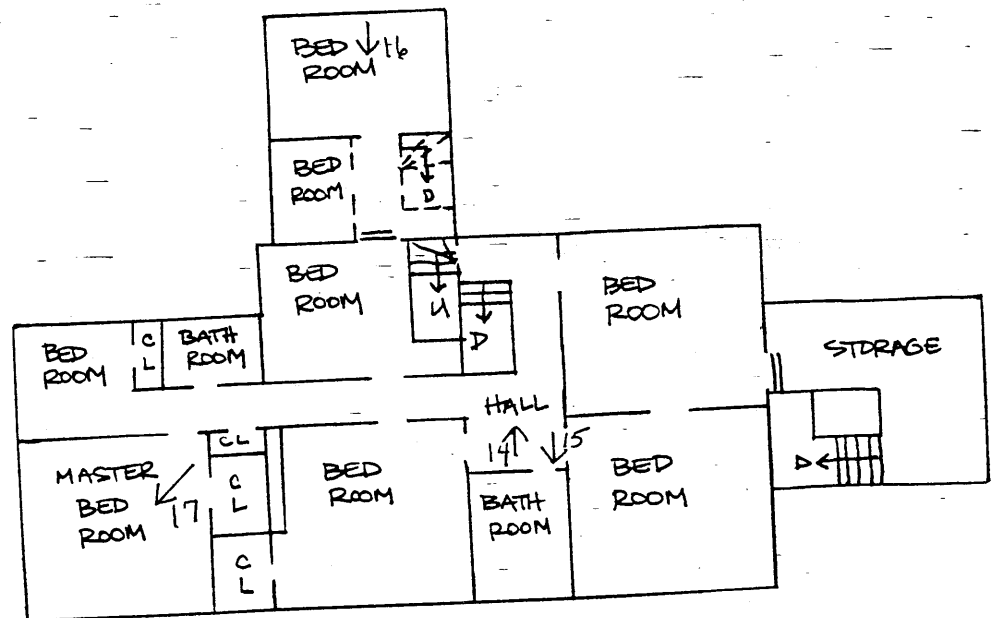 BED 16
ROOM
BED
ROOM
D
BED
ROOM
U
D
BED
ROOM
BED
ROOM
C
L
BATH
ROOM
STORAGE
HALL
14
15
D
MASTER
BED
ROOM
17
CL
C
L
C
L
BED
ROOM
BATH
ROOM
BED
ROOM